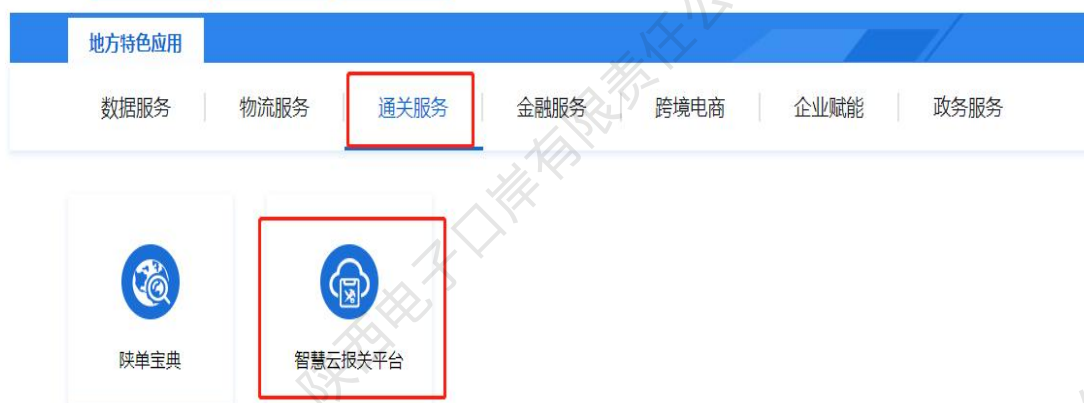 地方特色应用
数据服务 物流服务 通关服务 金融服务 跨境电商 企业赋能 政务服务
陕单宝典 智慧云报关平台
陕西电子口岸有限责任公